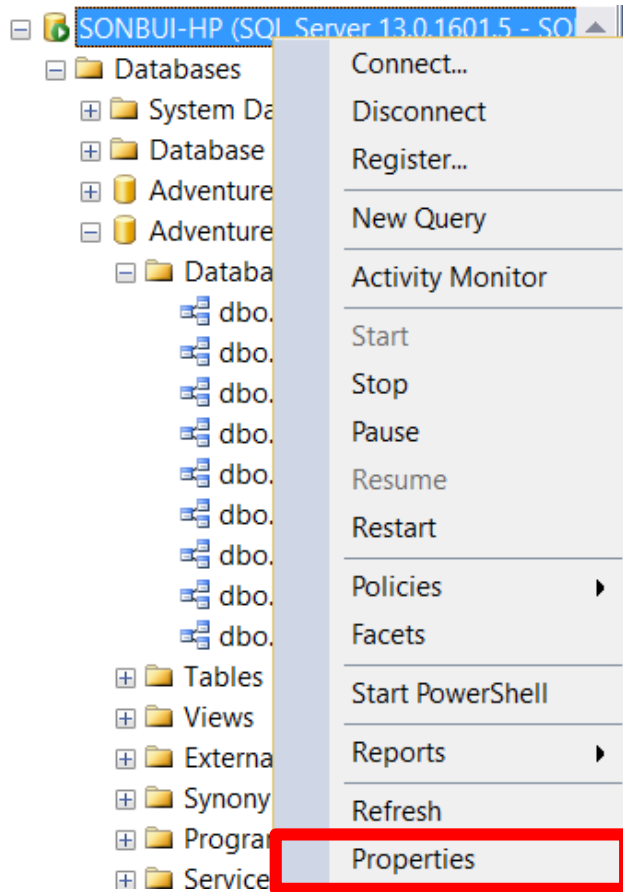 SONBUI-HP (SQL Server 13.0.1601.5 - SQ
Databases
System Da
Database
Adventure
Adventure
Databa
dbo.
dbo.
dbo.
dbo.
dbo.
dbo.
dbo.
dbo.
dbo.
Tables
Views
Externa
Synony
Program
Service
Connect...
Disconnect
Register...
New Query
Activity Monitor
Start
Stop
Pause
Resume
Restart
Policies
Facets
Start PowerShell
Reports
Refresh
Properties